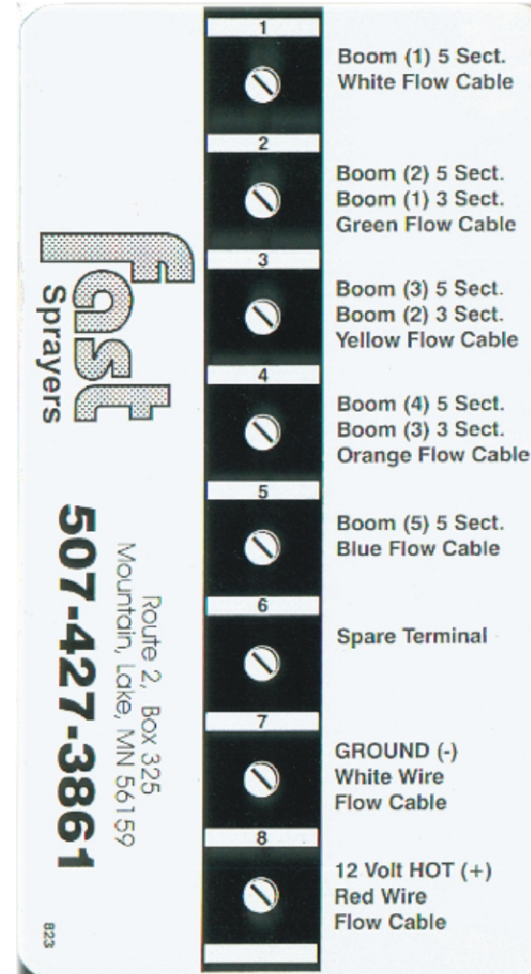 1
Boom (1) 5 Sect.
White Flow Cable
2
Boom (2) 5 Sect.
Boom (1) 3 Sect.
Green Flow Cable
3
Boom (3) 5 Sect.
Boom (2) 3 Sect.
Yellow Flow Cable
4
Boom (4) 5 Sect.
Boom (3) 3 Sect.
Orange Flow Cable
5
Boom (5) 5 Sect.
Blue Flow Cable
6
Spare Terminal
7
GROUND (-)
White Wire
Flow Cable
8
12 Volt HOT (+)
Red Wire
Flow Cable
fast
Sprayers
Route 2, Box 325
Mountain, Lake, MN 56159
507-427-3861
823